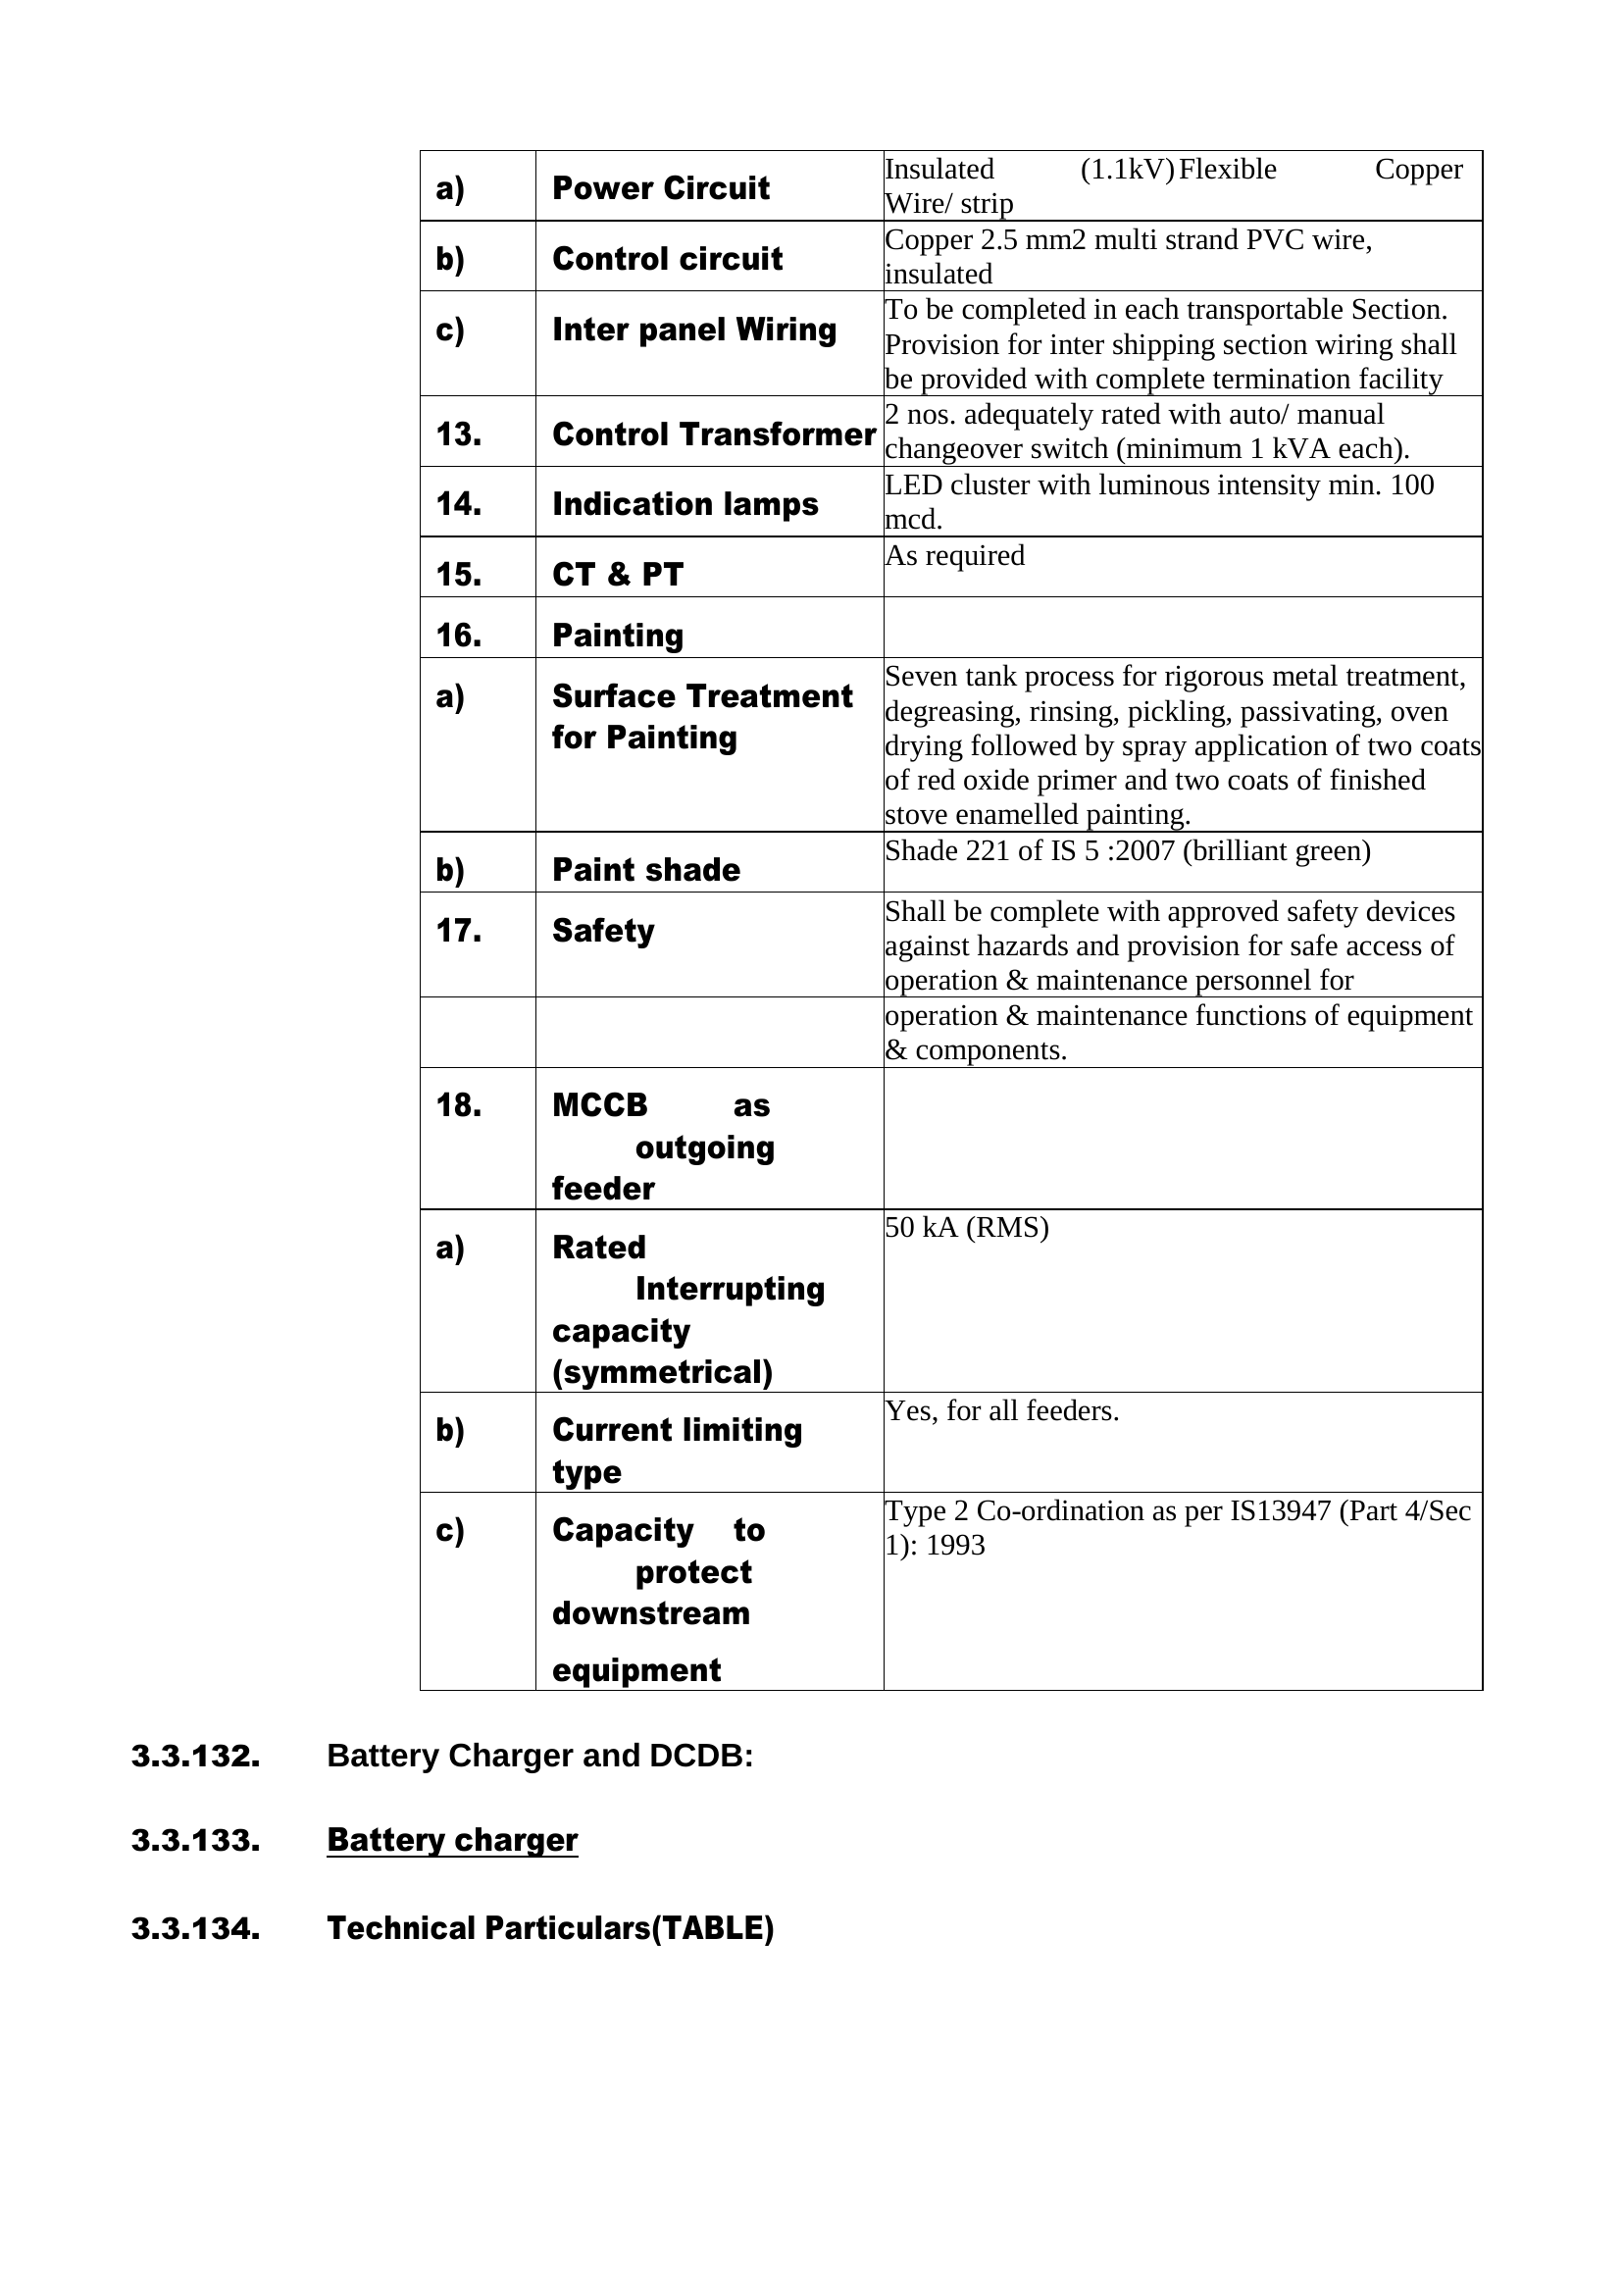 a) Power Circuit Insulated (1.1kV) Flexible Copper
Wire/ strip
b) Control circuit Copper 2.5 mm2 multi strand PVC wire,
insulated
c) Inter panel Wiring To be completed in each transportable Section.
Provision for inter shipping section wiring shall
be provided with complete termination facility
13. Control Transformer 2 nos. adequately rated with auto/ manual
changeover switch (minimum 1 kVA each).
14. Indication lamps LED cluster with luminous intensity min. 100
mcd.
15. CT & PT As required
16. Painting
a) Surface Treatment
for Painting
Seven tank process for rigorous metal treatment,
degreasing, rinsing, pickling, passivating, oven
drying followed by spray application of two coats
of red oxide primer and two coats of finished
stove enamelled painting.
b) Paint shade Shade 221 of IS 5 :2007 (brilliant green)
17. Safety Shall be complete with approved safety devices
against hazards and provision for safe access of
operation & maintenance personnel for
operation & maintenance functions of equipment
& components.
18. MCCB as
outgoing
feeder
a) Rated
Interrupting
capacity
(symmetrical)
50 kA (RMS)
b) Current limiting
type
Yes, for all feeders.
c) Capacity to
protect
downstream
equipment
Type 2 Co-ordination as per IS13947 (Part 4/Sec
1): 1993
3.3.132. Battery Charger and DCDB:
3.3.133. Battery charger
3.3.134. Technical Particulars(TABLE)